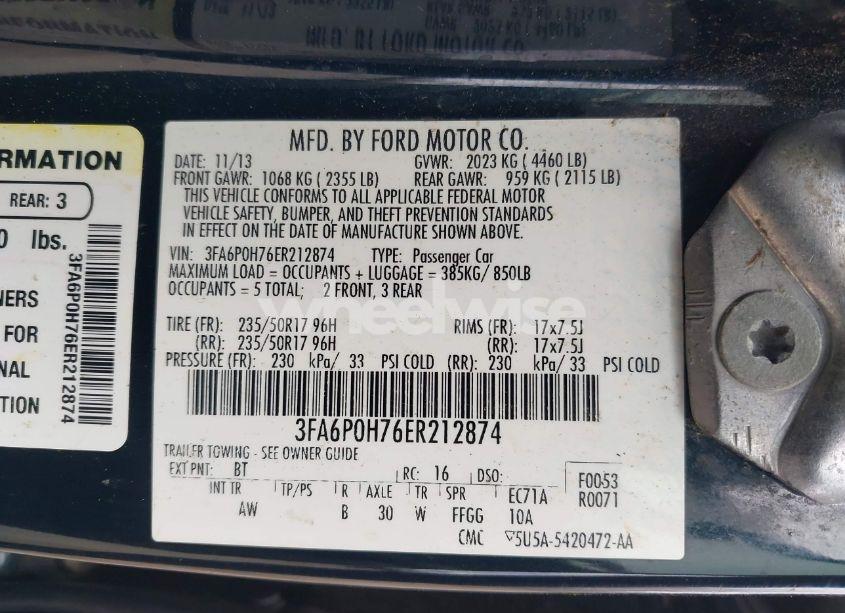 MFD. BY FORD MOTOR CO.
DATE: 11/13 GVWR: 2023 KG ( 4460 LB)
FRONT GAWR: 1068 KG ( 2355 LB) REAR GAWR: 959 KG ( 2115 LB)
THIS VEHICLE CONFORMS TO ALL APPLICABLE FEDERAL MOTOR
VEHICLE SAFETY, BUMPER, AND THEFT PREVENTION STANDARDS
IN EFFECT ON THE DATE OF MANUFACTURE SHOWN ABOVE.
VIN: 3FA6P0H76ER212874 TYPE: Passenger Car
MAXIMUM LOAD = OCCUPANTS + LUGGAGE = 385KG/ 850LB
OCCUPANTS = 5 TOTAL; 2 FRONT, 3 REAR
wheelwise
TIRE (FR): 235/50R17 96H RIMS (FR): 17x7.5J
(RR): 235/50R17 96H (RR): 17x7.5J
PRESSURE (FR): 230 kPa/ 33 PSI COLD (RR): 230 kPa/33 PSI COLD
3FA6P0H76ER212874
TRAILER TOWING - SEE OWNER GUIDE
EXT PNT: BT RC: 16 DSO: F0053
R0071
INT TR TP/PS R AXLE TR SPR EC71A
AW B 30 W FFGG 10A
CMC ▽5U5A-5420472-AA
RMATION
REAR: 3
0 lbs.
NERS
FOR
NAL
TION
3FA6P0H76ER212874